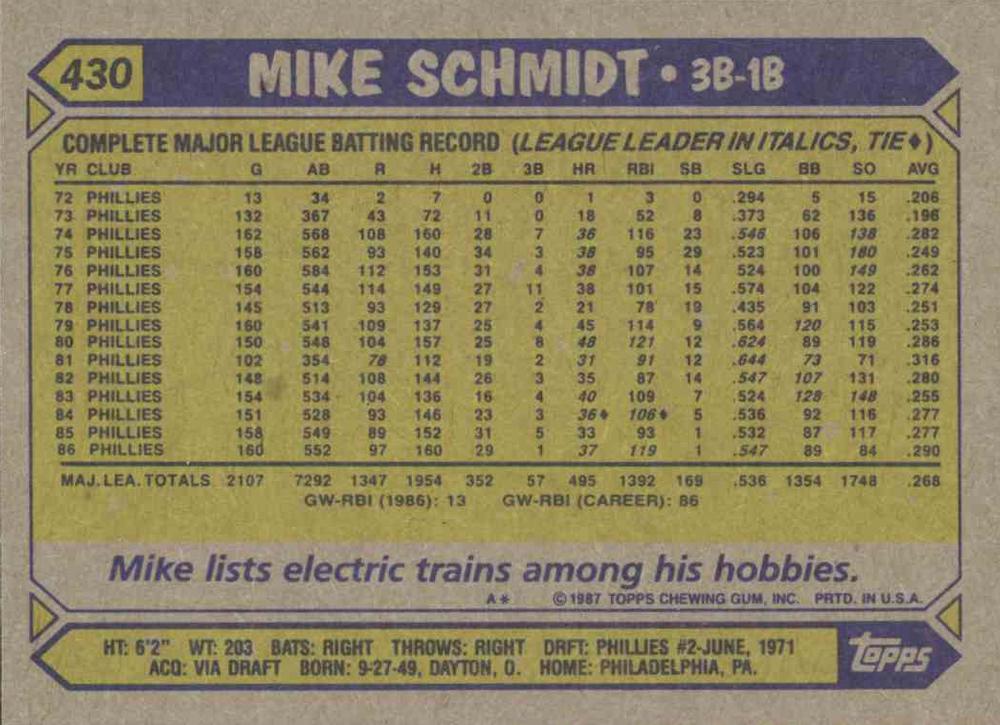 430 MIKE SCHMIDT • 3B-1B
COMPLETE MAJOR LEAGUE BATTING RECORD (LEAGUE LEADER IN ITALICS, TIE♦)
YR CLUB G AB R H 2B 3B HR RBI SB SLG BB SO AVG
72 PHILLIES 13 34 2 7 0 0 1 3 0 .294 5 15 .206
73 PHILLIES 132 367 43 72 11 0 18 52 8 .373 62 136 .196
74 PHILLIES 162 568 108 160 28 7 36 116 23 .546 106 138 .282
75 PHILLIES 158 562 93 140 34 3 38 95 29 .523 101 180 .249
76 PHILLIES 160 584 112 153 31 4 38 107 14 .524 100 149 .262
77 PHILLIES 154 544 114 149 27 11 38 101 15 .574 104 122 .274
78 PHILLIES 145 513 93 129 27 2 21 78 19 .435 91 103 .251
79 PHILLIES 160 541 109 137 25 4 45 114 9 .564 120 115 .253
80 PHILLIES 150 548 104 157 25 8 48 121 12 .624 89 119 .286
81 PHILLIES 102 354 78 112 19 2 31 91 12 .644 73 71 .316
82 PHILLIES 148 514 108 144 26 3 35 87 14 .547 107 131 .280
83 PHILLIES 154 534 104 136 16 4 40 109 7 .524 128 148 .255
84 PHILLIES 151 528 93 146 23 3 36♦ 106♦ 5 .536 92 116 .277
85 PHILLIES 158 549 89 152 31 5 33 93 1 .532 87 117 .277
86 PHILLIES 160 552 97 160 29 1 37 119 1 .547 89 84 .290
MAJ. LEA. TOTALS 2107 7292 1347 1954 352 57 495 1392 169 .536 1354 1748 .268
GW-RBI (1986): 13 GW-RBI (CAREER): 86
Mike lists electric trains among his hobbies.
A* © 1987 TOPPS CHEWING GUM, INC. PRTD. IN U.S.A.
HT: 6'2" WT: 203 BATS: RIGHT THROWS: RIGHT DRFT: PHILLIES #2-JUNE, 1971
ACQ: VIA DRAFT BORN: 9-27-49, DAYTON, O. HOME: PHILADELPHIA, PA.
Topps